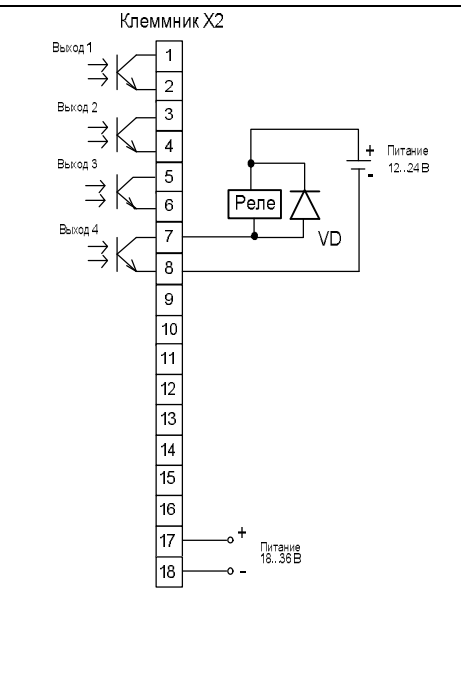 Клеммник X2
Выход 1
1
2
Выход 2
3
4
Выход 3
5
6
Выход 4
7
8
9
10
11
12
13
14
15
16
17
18
Реле
VD
+
-
Питание
12..24 В
+
-
Питание
18..36 В